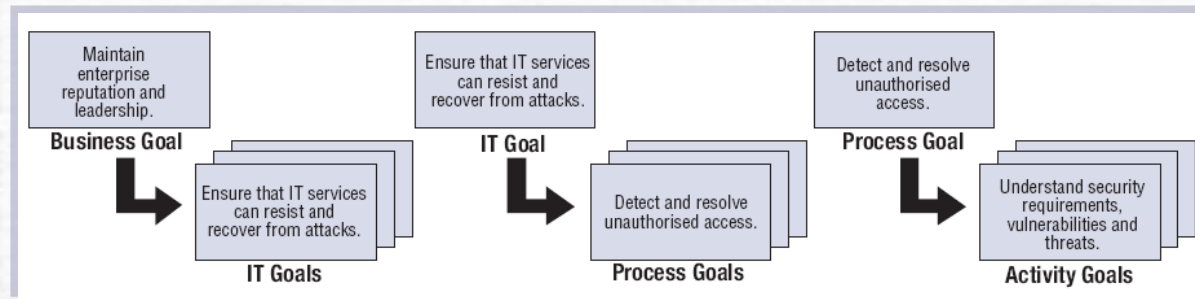 Maintain
enterprise
reputation and
leadership.
Business Goal
Ensure that IT services
can resist and
recover from attacks.
IT Goals
Ensure that IT services
can resist and
recover from attacks.
IT Goal
Detect and resolve
unauthorised access.
Process Goals
Detect and resolve
unauthorised
access.
Process Goal
Understand security
requirements,
vulnerabilities and
threats.
Activity Goals